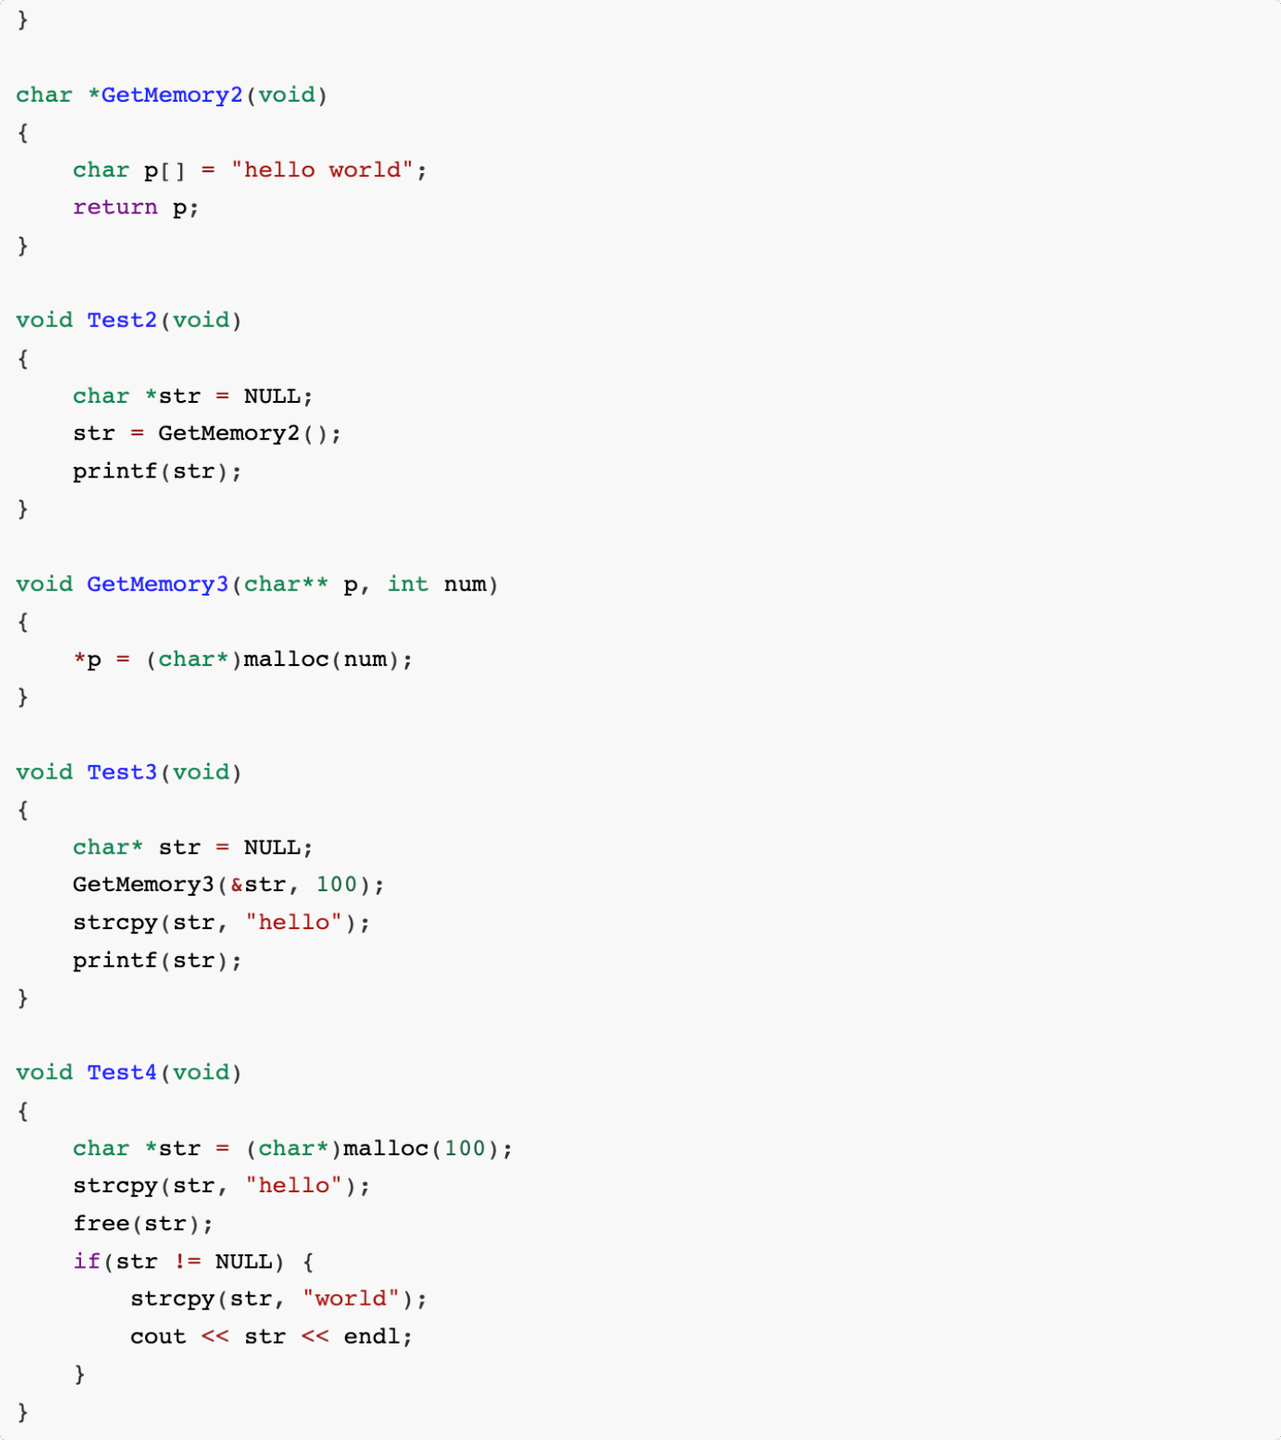 }

char *GetMemory2(void)
{
    char p[] = "hello world";
    return p;
}

void Test2(void)
{
    char *str = NULL;
    str = GetMemory2();
    printf(str);
}

void GetMemory3(char** p, int num)
{
    *p = (char*)malloc(num);
}

void Test3(void)
{
    char* str = NULL;
    GetMemory3(&str, 100);
    strcpy(str, "hello");
    printf(str);
}

void Test4(void)
{
    char *str = (char*)malloc(100);
    strcpy(str, "hello");
    free(str);
    if(str != NULL) {
        strcpy(str, "world");
        cout << str << endl;
    }
}